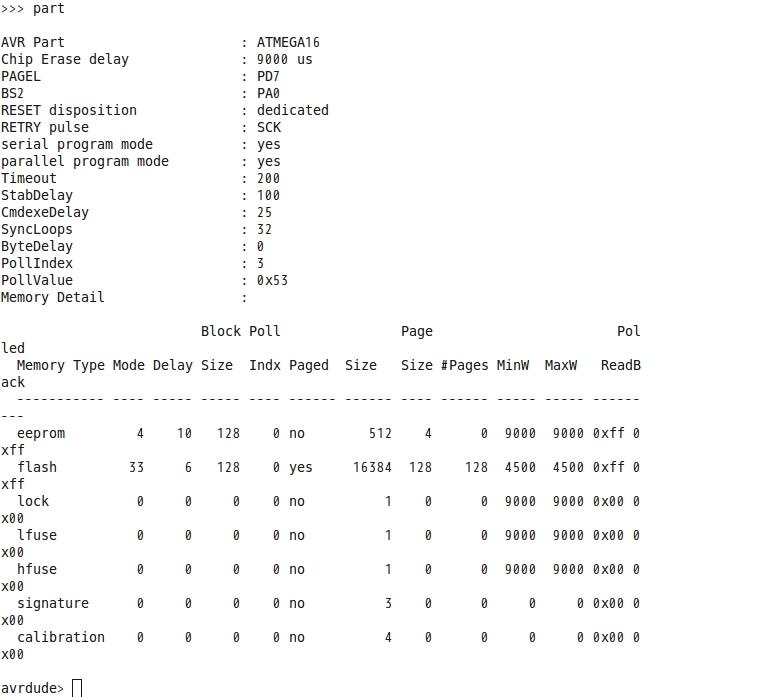 >>> part
AVR Part                      : ATMEGA16
Chip Erase delay              : 9000 us
PAGEL                         : PD7
BS2                           : PA0
RESET disposition             : dedicated
RETRY pulse                   : SCK
serial program mode           : yes
parallel program mode         : yes
Timeout                       : 200
StabDelay                     : 100
CmdexeDelay                   : 25
SyncLoops                     : 32
ByteDelay                     : 0
PollIndex                     : 3
PollValue                     : 0x53
Memory Detail                 :
                         Block Poll               Page                       Pol
led
  Memory Type Mode Delay Size  Indx Paged  Size   Size #Pages MinW  MaxW   ReadB
ack
  ----------- ---- ----- ----- ---- ------ ------ ---- ------ ----- ----- ------
---
  eeprom         4    10   128    0 no        512    4      0  9000  9000 0xff 0
xff
  flash         33     6   128    0 yes     16384  128    128  4500  4500 0xff 0
xff
  lock           0     0     0    0 no          1    0      0  9000  9000 0x00 0
x00
  lfuse          0     0     0    0 no          1    0      0  9000  9000 0x00 0
x00
  hfuse          0     0     0    0 no          1    0      0  9000  9000 0x00 0
x00
  signature      0     0     0    0 no          3    0      0     0     0 0x00 0
x00
  calibration    0     0     0    0 no          4    0      0     0     0 0x00 0
x00
avrdude>